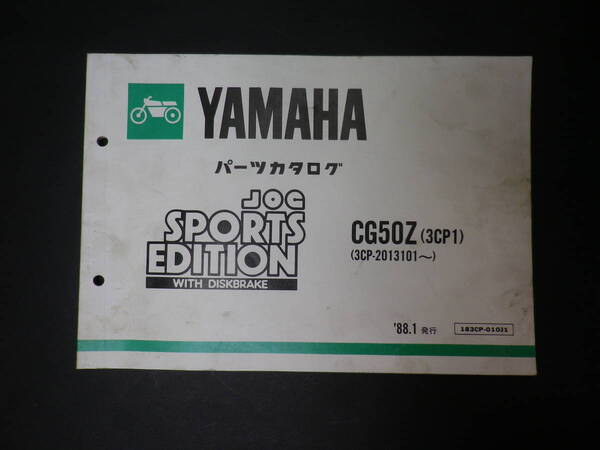 YAMAHA
パーツカタログ
JOG
SPORTS
EDITION
WITH DISKBRAKE
CG50Z (3CP1)
(3CP-2013101～)
'88.1 発行
183CP-010J1